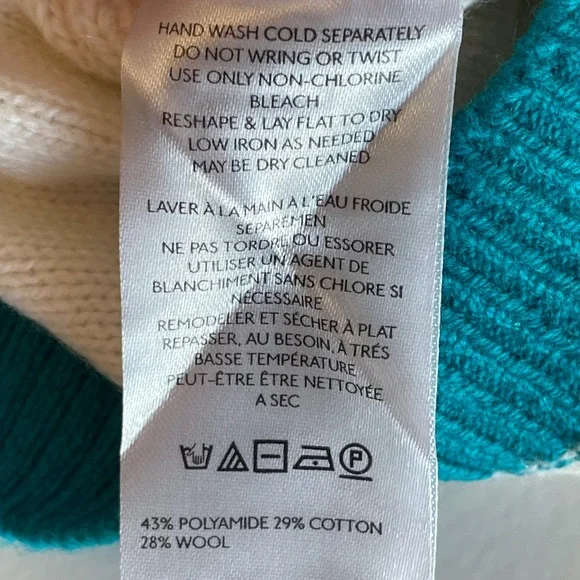 HAND WASH COLD SEPARATELY
DO NOT WRING OR TWIST
USE ONLY NON-CHLORINE
BLEACH
RESHAPE & LAY FLAT TO DRY
LOW IRON AS NEEDED
MAY BE DRY CLEANED
LAVER À LA MAIN A L'EAU FROIDE
SEPAREMEN
NE PAS TORDRE OU ESSORER
UTILISER UN AGENT DE
BLANCHIMENT SANS CHLORE SI
NÉCESSAIRE
REMODELER ET SÉCHER À PLAT
REPASSER, AU BESOIN, À TRÉS
BASSE TEMPÉRATURE
PEUT-ÊTRE ÊTRE NETTOYÉE
A SEC
P
43% POLYAMIDE 29% COTTON
28% WOOL